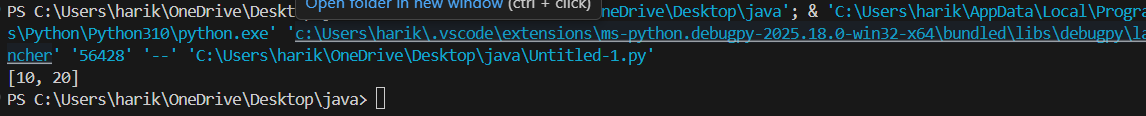 PS C:\Users\harik\OneDrive\Deskt neDrive\Desktop\java'; & 'C:\Users\harik\AppData\Local\Progra
Open folder in new window (ctrl + click)
s\Python\Python310\python.exe' 'c:\Users\harik\.vscode\extensions\ms-python.debugpy-2025.18.0-win32-x64\bundled\libs\debugpy\la
ncher' '56428' '--' 'C:\Users\harik\OneDrive\Desktop\java\Untitled-1.py'
[10, 20]
PS C:\Users\harik\OneDrive\Desktop\java>